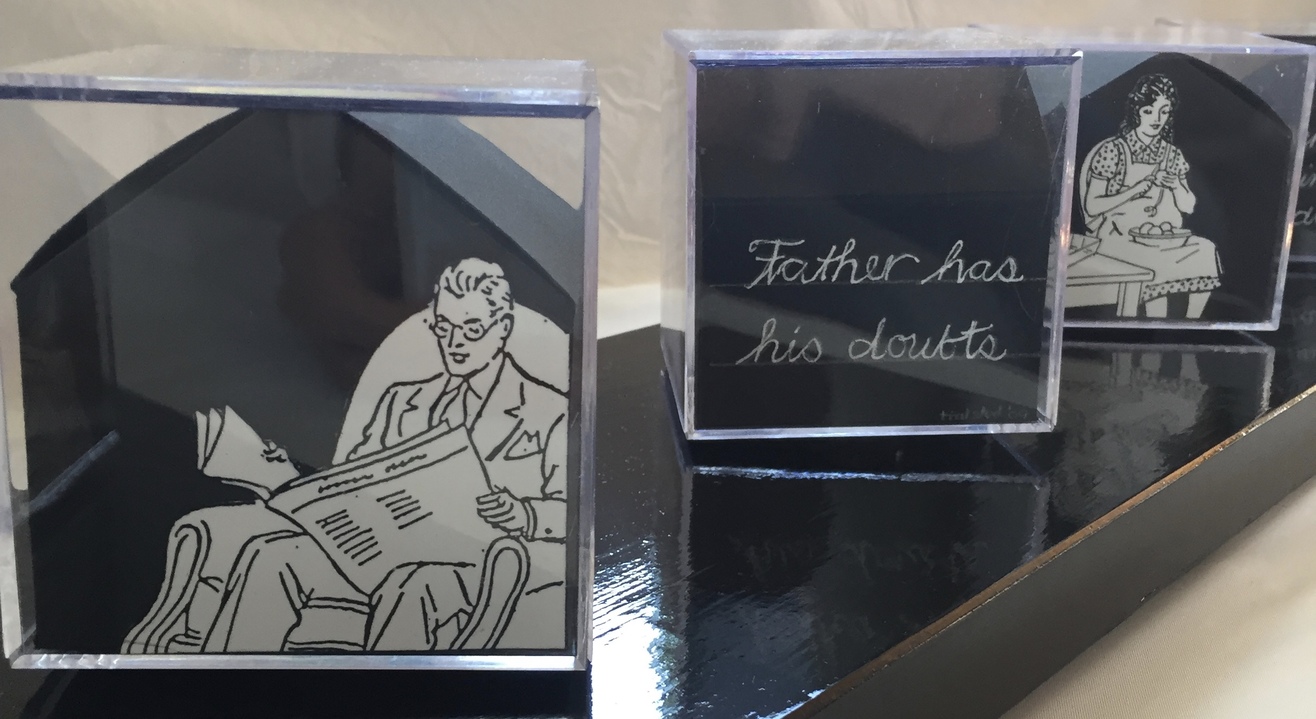 Father has
his doubts